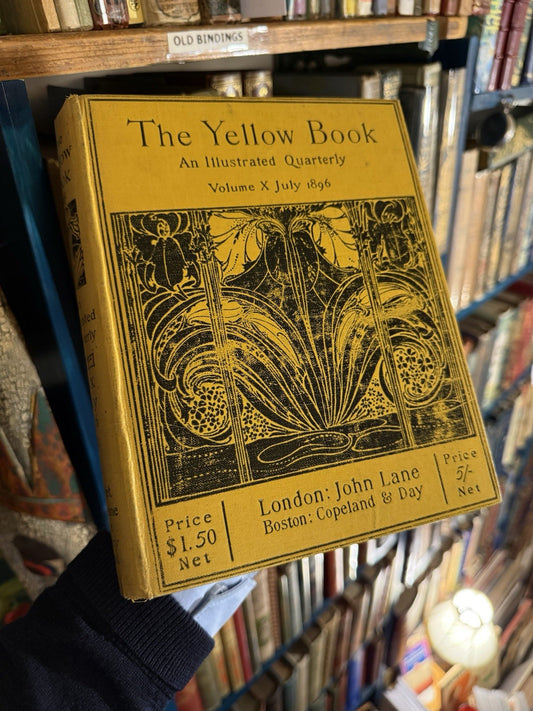 OLD BINDINGS
The Yellow Book
An Illustrated Quarterly
Volume X July 1896
Price
$1.50
Net
London: John Lane
Boston: Copeland & Day
Price
5/-
Net